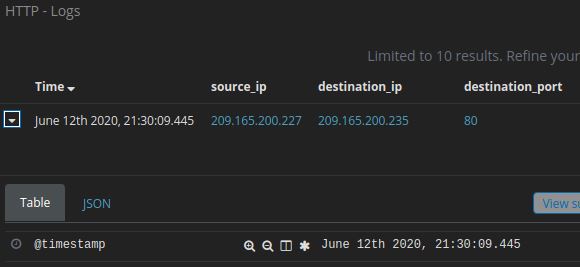 HTTP - Logs
Limited to 10 results. Refine your
Time source_ip destination_ip destination_port
June 12th 2020, 21:30:09.445 209.165.200.227 209.165.200.235 80
Table JSON View su
@timestamp June 12th 2020, 21:30:09.445